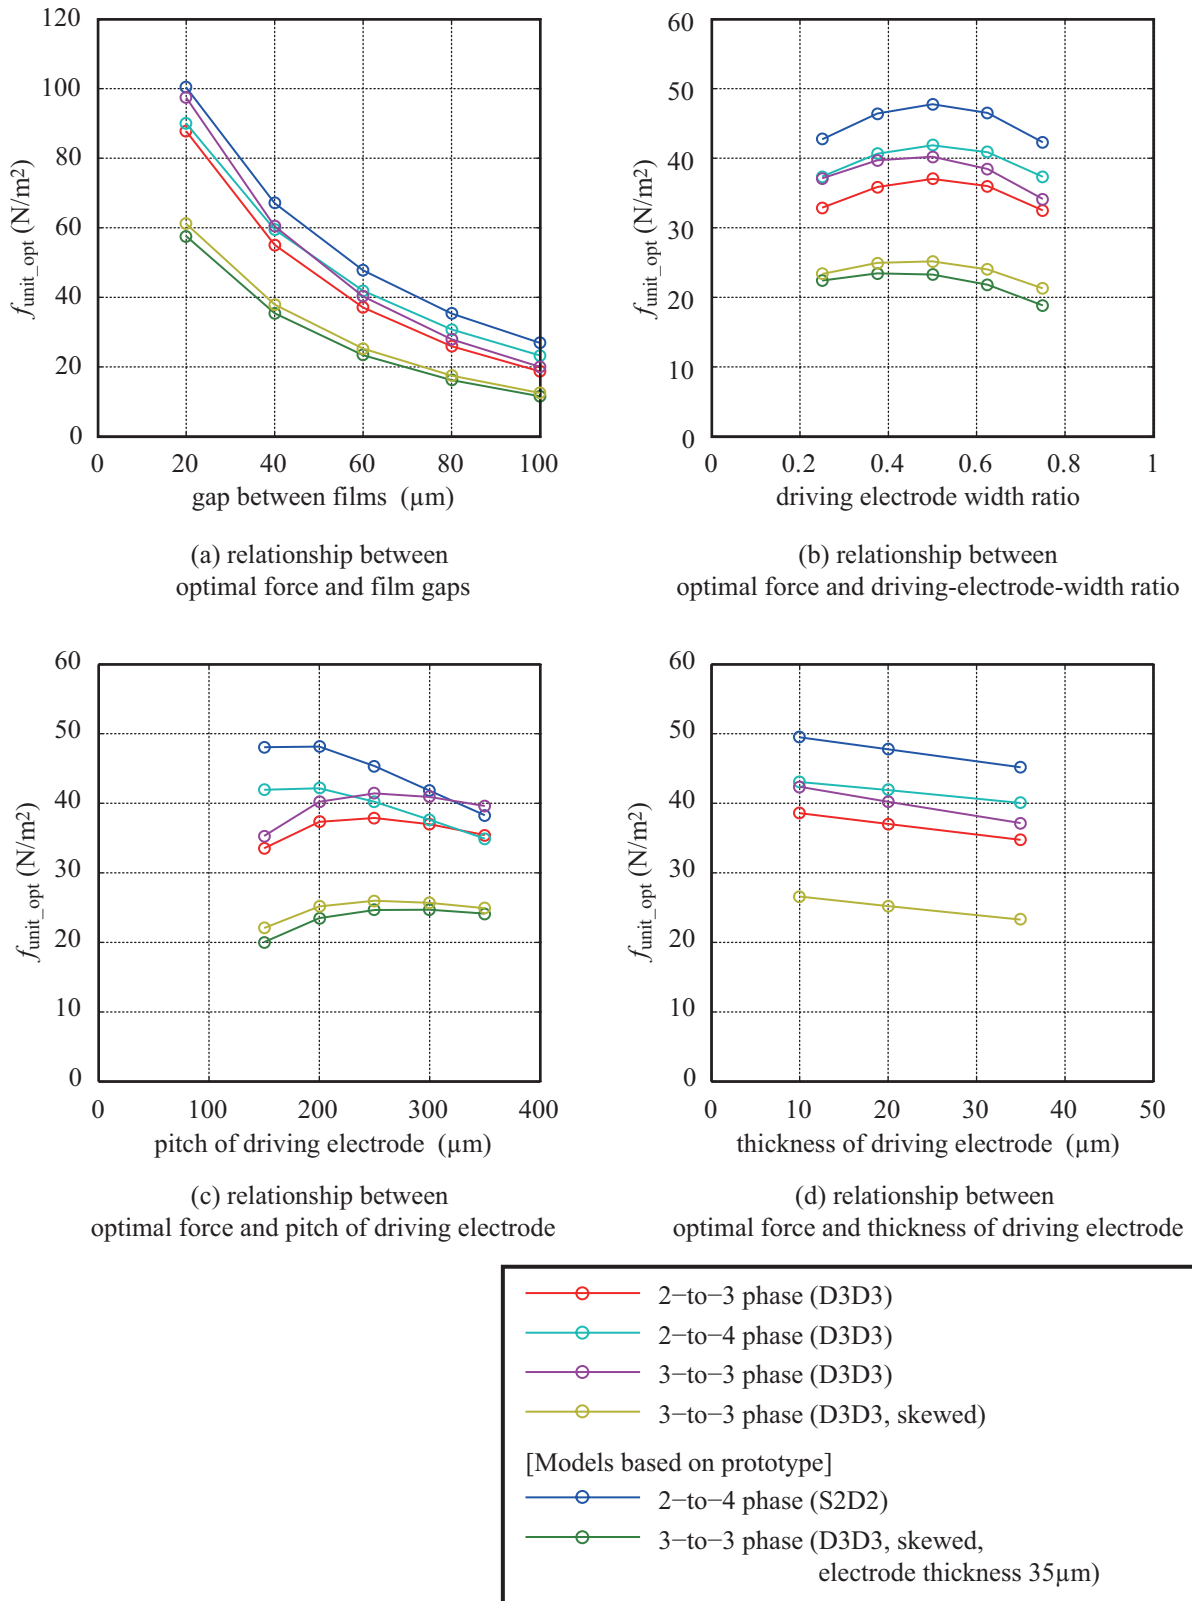 120
100
80
60
40
20
0
f_unit_opt (N/m²)
0 20 40 60 80 100
gap between films (µm)
(a) relationship between
optimal force and film gaps
60
50
40
30
20
10
0
f_unit_opt (N/m²)
0 0.2 0.4 0.6 0.8 1
driving electrode width ratio
(b) relationship between
optimal force and driving-electrode-width ratio
60
50
40
30
20
10
0
f_unit_opt (N/m²)
0 100 200 300 400
pitch of driving electrode (µm)
(c) relationship between
optimal force and pitch of driving electrode
60
50
40
30
20
10
0
f_unit_opt (N/m²)
0 10 20 30 40 50
thickness of driving electrode (µm)
(d) relationship between
optimal force and thickness of driving electrode
2−to−3 phase (D3D3)
2−to−4 phase (D3D3)
3−to−3 phase (D3D3)
3−to−3 phase (D3D3, skewed)
[Models based on prototype]
2−to−4 phase (S2D2)
3−to−3 phase (D3D3, skewed,
electrode thickness 35µm)